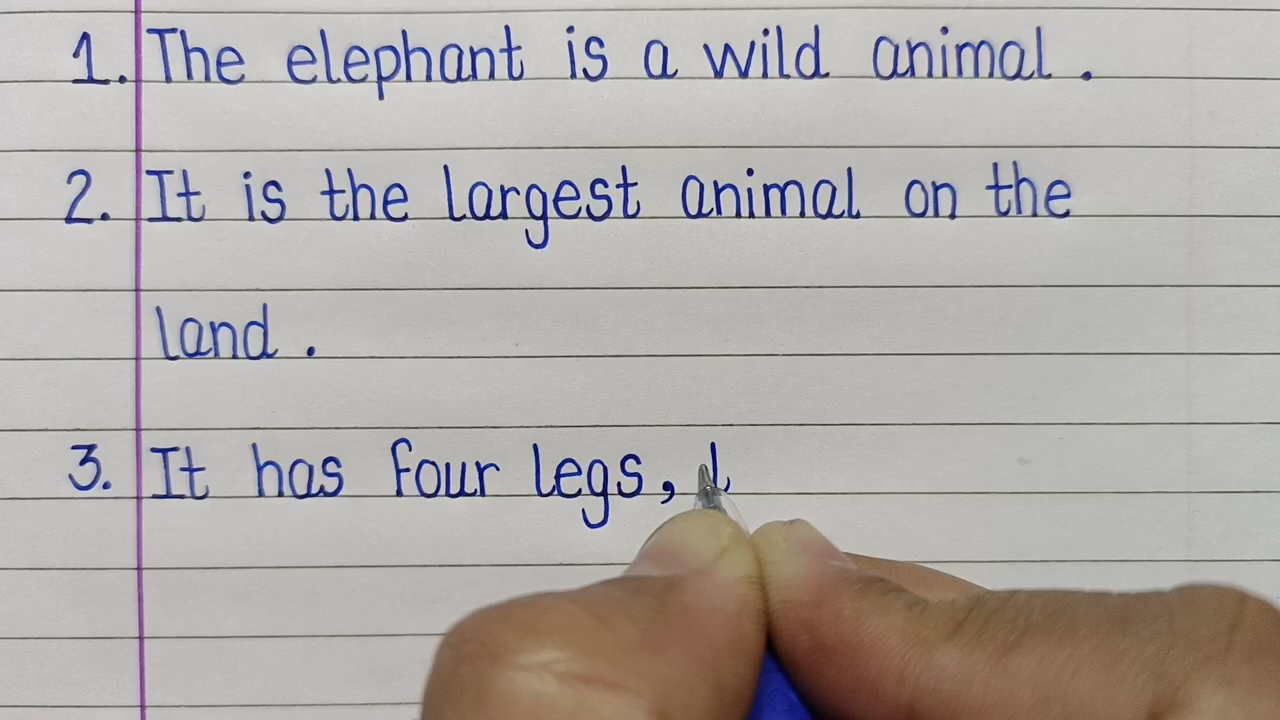 1. The elephant is a wild animal .
2. It is the largest animal on the
land .
3. It has four legs,